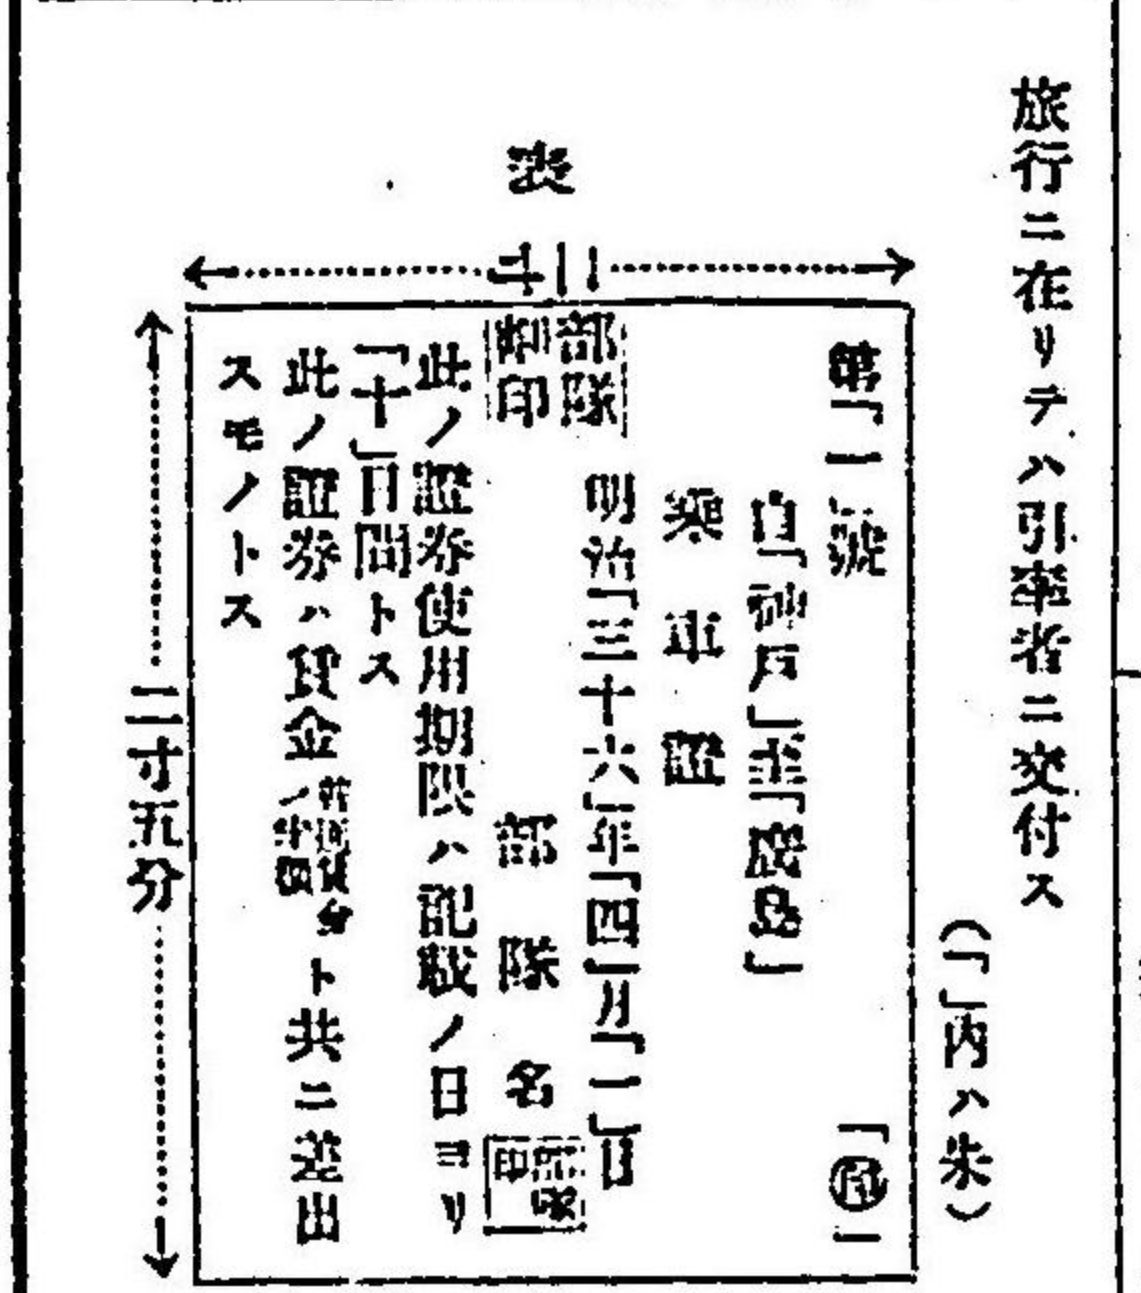 旅行ニ在リテハ引率者ニ交付ス
(「」内ハ朱)
表
二寸五分
第「一」號
自「神戸」至「廣島」
乘車證
明治「三十六」年「四」月「一」日
部隊
印
部隊名
印
此ノ證券使用期限ハ記載ノ日ヨリ
「十」日間トス
此ノ證券ハ賃金ト共ニ差出
スモノトス